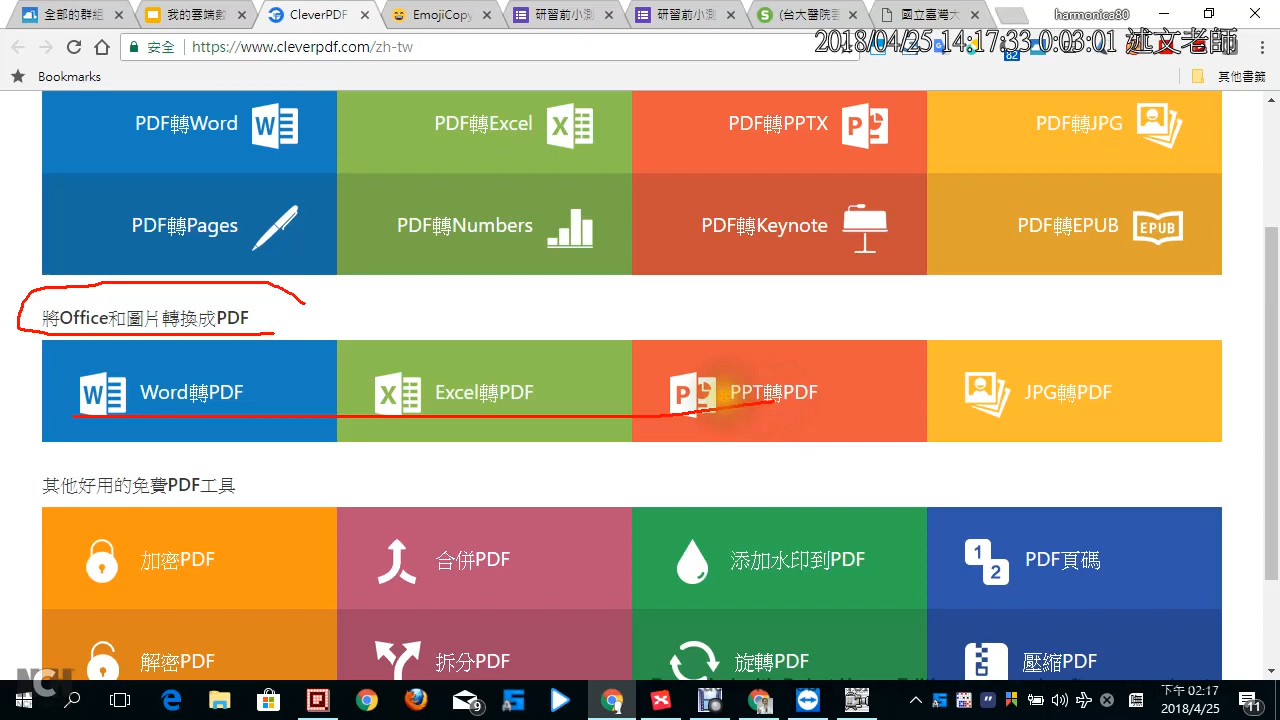 全部的群組
我的雲端數
CleverPDF
EmojiCop
研習前小測
研習前小測
(台大醫院雲
國立臺灣大
harmonica80
安全
https://www.cleverpdf.com/zh-tw
2018/04/25 14:17:33 0:03:01 述文老師
82
Bookmarks
其他書籤
PDF轉Word
PDF轉Excel
PDF轉PPTX
PDF轉JPG
PDF轉Pages
PDF轉Numbers
PDF轉Keynote
PDF轉EPUB
EPUB
將Office和圖片轉換成PDF
Word轉PDF
Excel轉PDF
PPT轉PDF
JPG轉PDF
其他好用的免費PDF工具
加密PDF
合併PDF
添加水印到PDF
PDF頁碼
解密PDF
拆分PDF
旋轉PDF
壓縮PDF
9
下午 02:17
2018/4/25
11